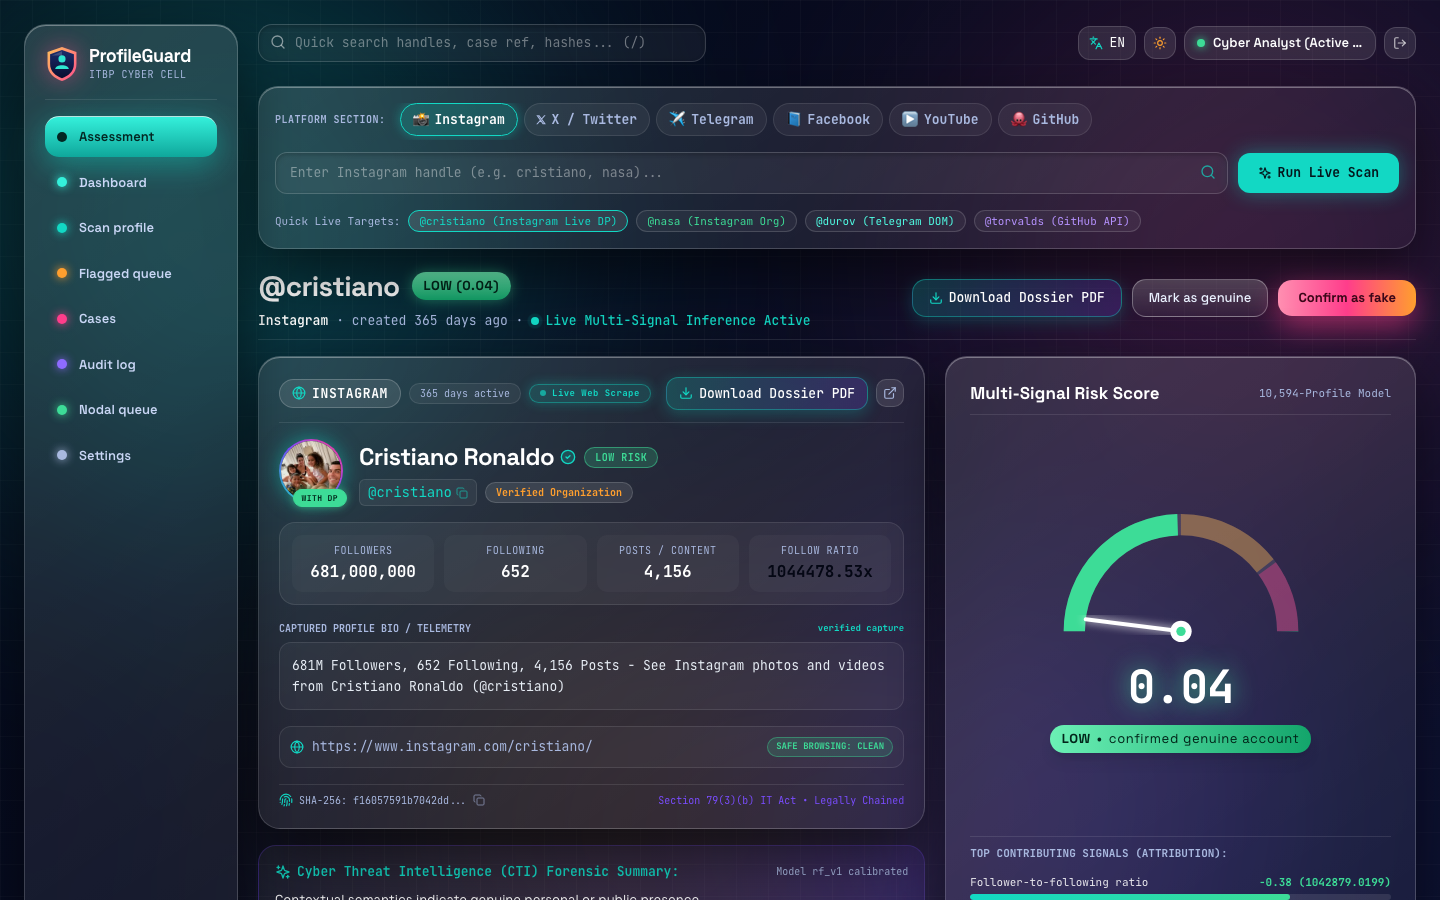 ProfileGuard
ITBP CYBER CELL
Assessment
Dashboard
Scan profile
Flagged queue
Cases
Audit log
Nodal queue
Settings
Quick search handles, case ref, hashes... (/)
EN
Cyber Analyst (Active ...
PLATFORM SECTION:
Instagram
X / Twitter
Telegram
Facebook
YouTube
GitHub
Enter Instagram handle (e.g. cristiano, nasa)...
Run Live Scan
Quick Live Targets:
@cristiano (Instagram Live DP)
@nasa (Instagram Org)
@durov (Telegram DOM)
@torvalds (GitHub API)
@cristiano
LOW (0.04)
Instagram · created 365 days ago · Live Multi-Signal Inference Active
Download Dossier PDF
Mark as genuine
Confirm as fake
INSTAGRAM
365 days active
Live Web Scrape
Download Dossier PDF
WITH DP
Cristiano Ronaldo
LOW RISK
@cristiano
Verified Organization
FOLLOWERS
681,000,000
FOLLOWING
652
POSTS / CONTENT
4,156
FOLLOW RATIO
1044478.53x
CAPTURED PROFILE BIO / TELEMETRY
verified capture
681M Followers, 652 Following, 4,156 Posts - See Instagram photos and videos
from Cristiano Ronaldo (@cristiano)
https://www.instagram.com/cristiano/
SAFE BROWSING: CLEAN
SHA-256: f16057591b7042dd...
Section 79(3)(b) IT Act • Legally Chained
Cyber Threat Intelligence (CTI) Forensic Summary:
Model rf_v1 calibrated
Contextual semantics indicate genuine personal or public presence
Multi-Signal Risk Score
10,594-Profile Model
0.04
LOW • confirmed genuine account
TOP CONTRIBUTING SIGNALS (ATTRIBUTION):
Follower-to-following ratio
-0.38 (1042879.0199)